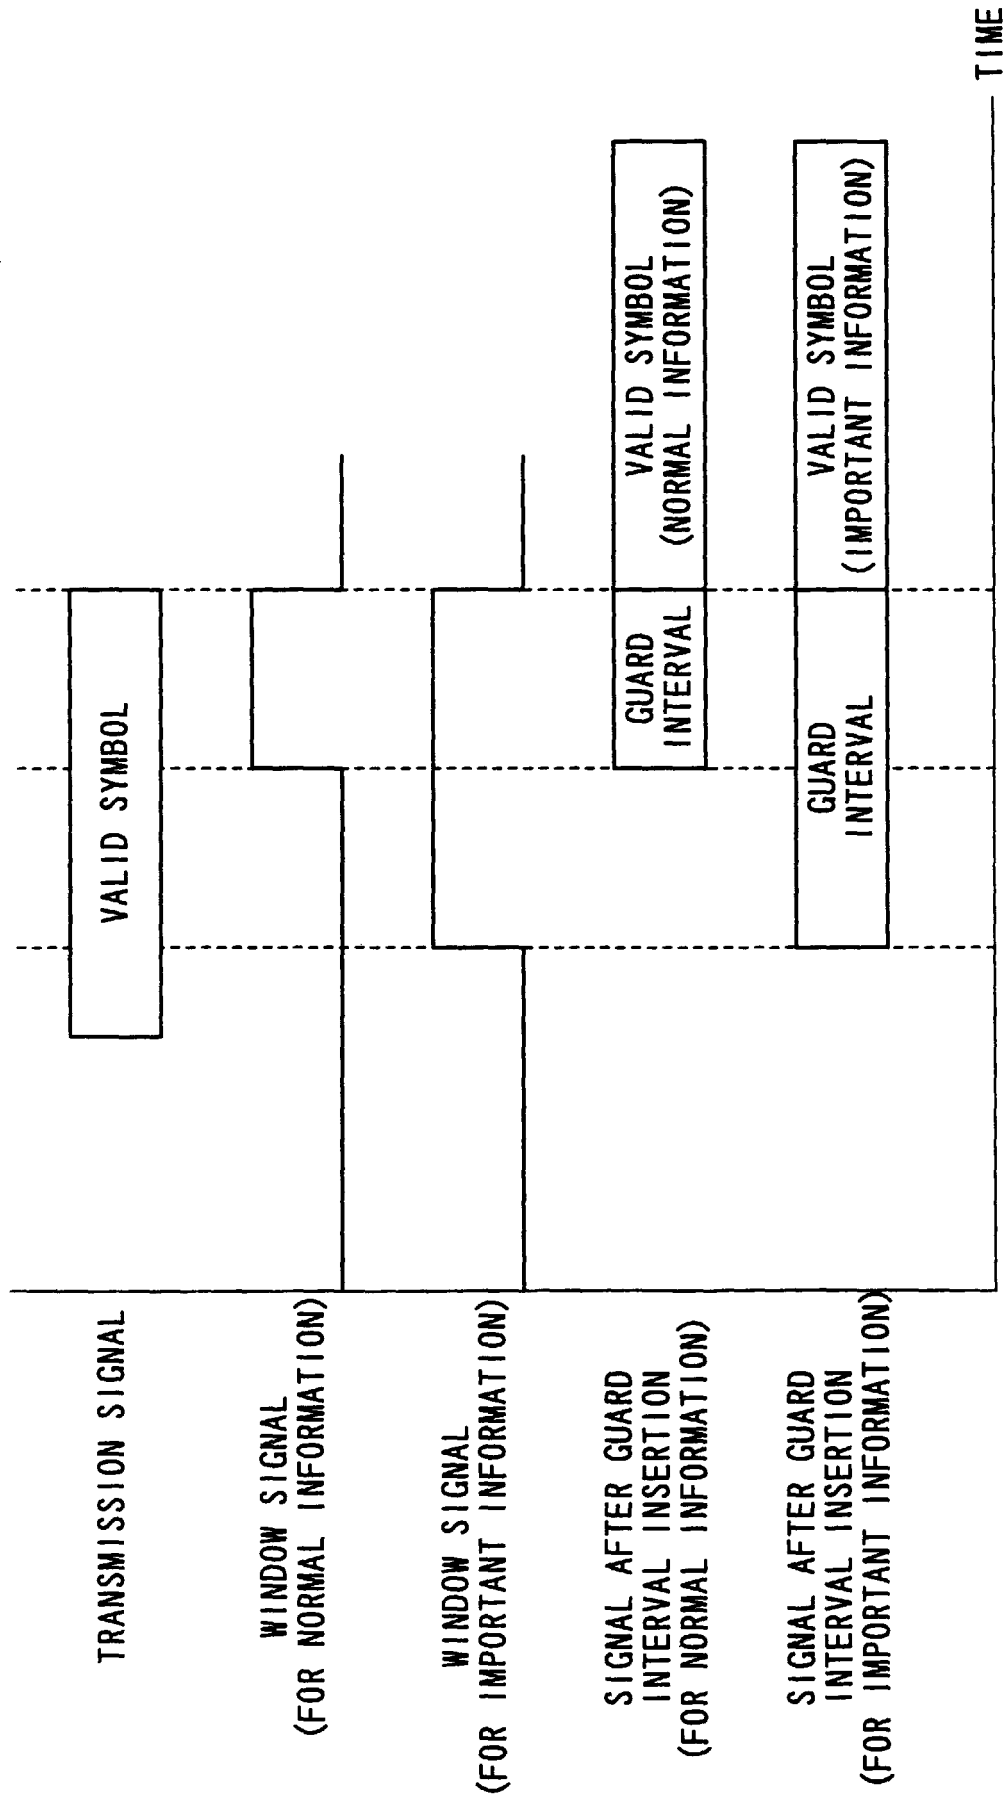 TRANSMISSION SIGNAL
VALID SYMBOL
WINDOW SIGNAL
(FOR NORMAL INFORMATION)
WINDOW SIGNAL
(FOR IMPORTANT INFORMATION)
SIGNAL AFTER GUARD
INTERVAL INSERTION
(FOR NORMAL INFORMATION)
GUARD
INTERVAL
VALID SYMBOL
(NORMAL INFORMATION)
SIGNAL AFTER GUARD
INTERVAL INSERTION
(FOR IMPORTANT INFORMATION)
GUARD
INTERVAL
VALID SYMBOL
(IMPORTANT INFORMATION)
TIME